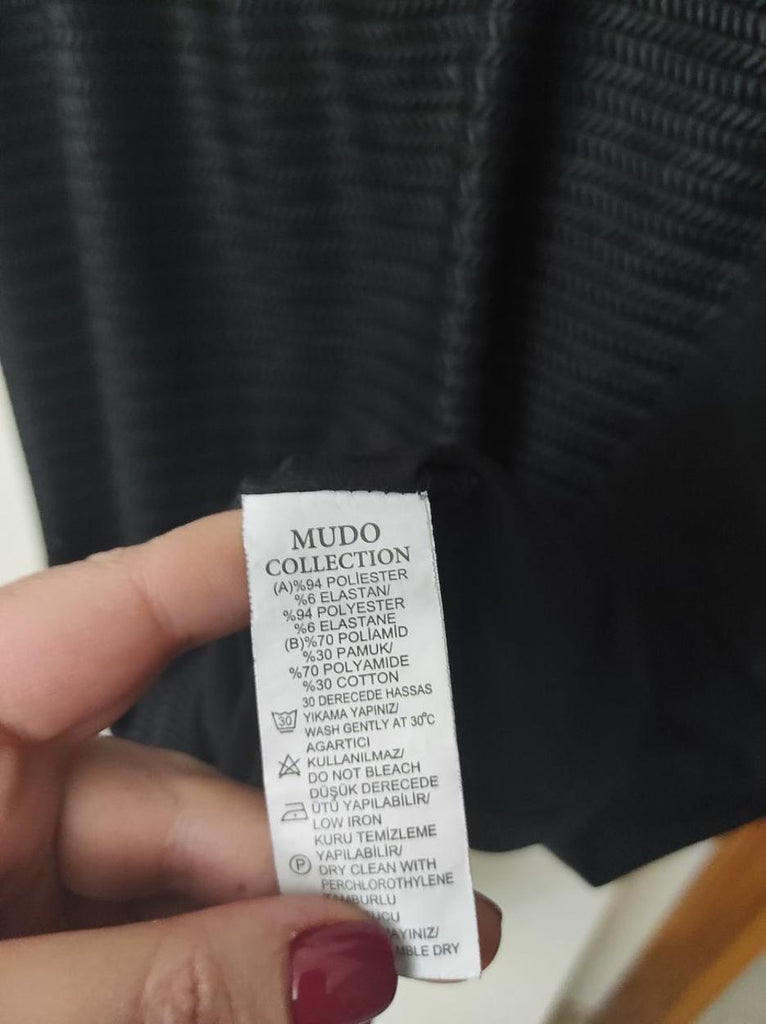 MUDO
COLLECTION
(A)%94 POLİESTER
%6 ELASTAN/
%94 POLYESTER
%6 ELASTANE
(B)%70 POLİAMİD
%30 PAMUK/
%70 POLYAMIDE
%30 COTTON
30 DERECEDE HASSAS
30 YIKAMA YAPINIZ/
WASH GENTLY AT 30°C
AGARTICI
KULLANILMAZ/
DO NOT BLEACH
DÜŞÜK DERECEDE
ÜTÜ YAPILABİLİR/
LOW IRON
KURU TEMİZLEME
P YAPILABİLİR/
DRY CLEAN WITH
PERCHLOROTHYLENE
DRY